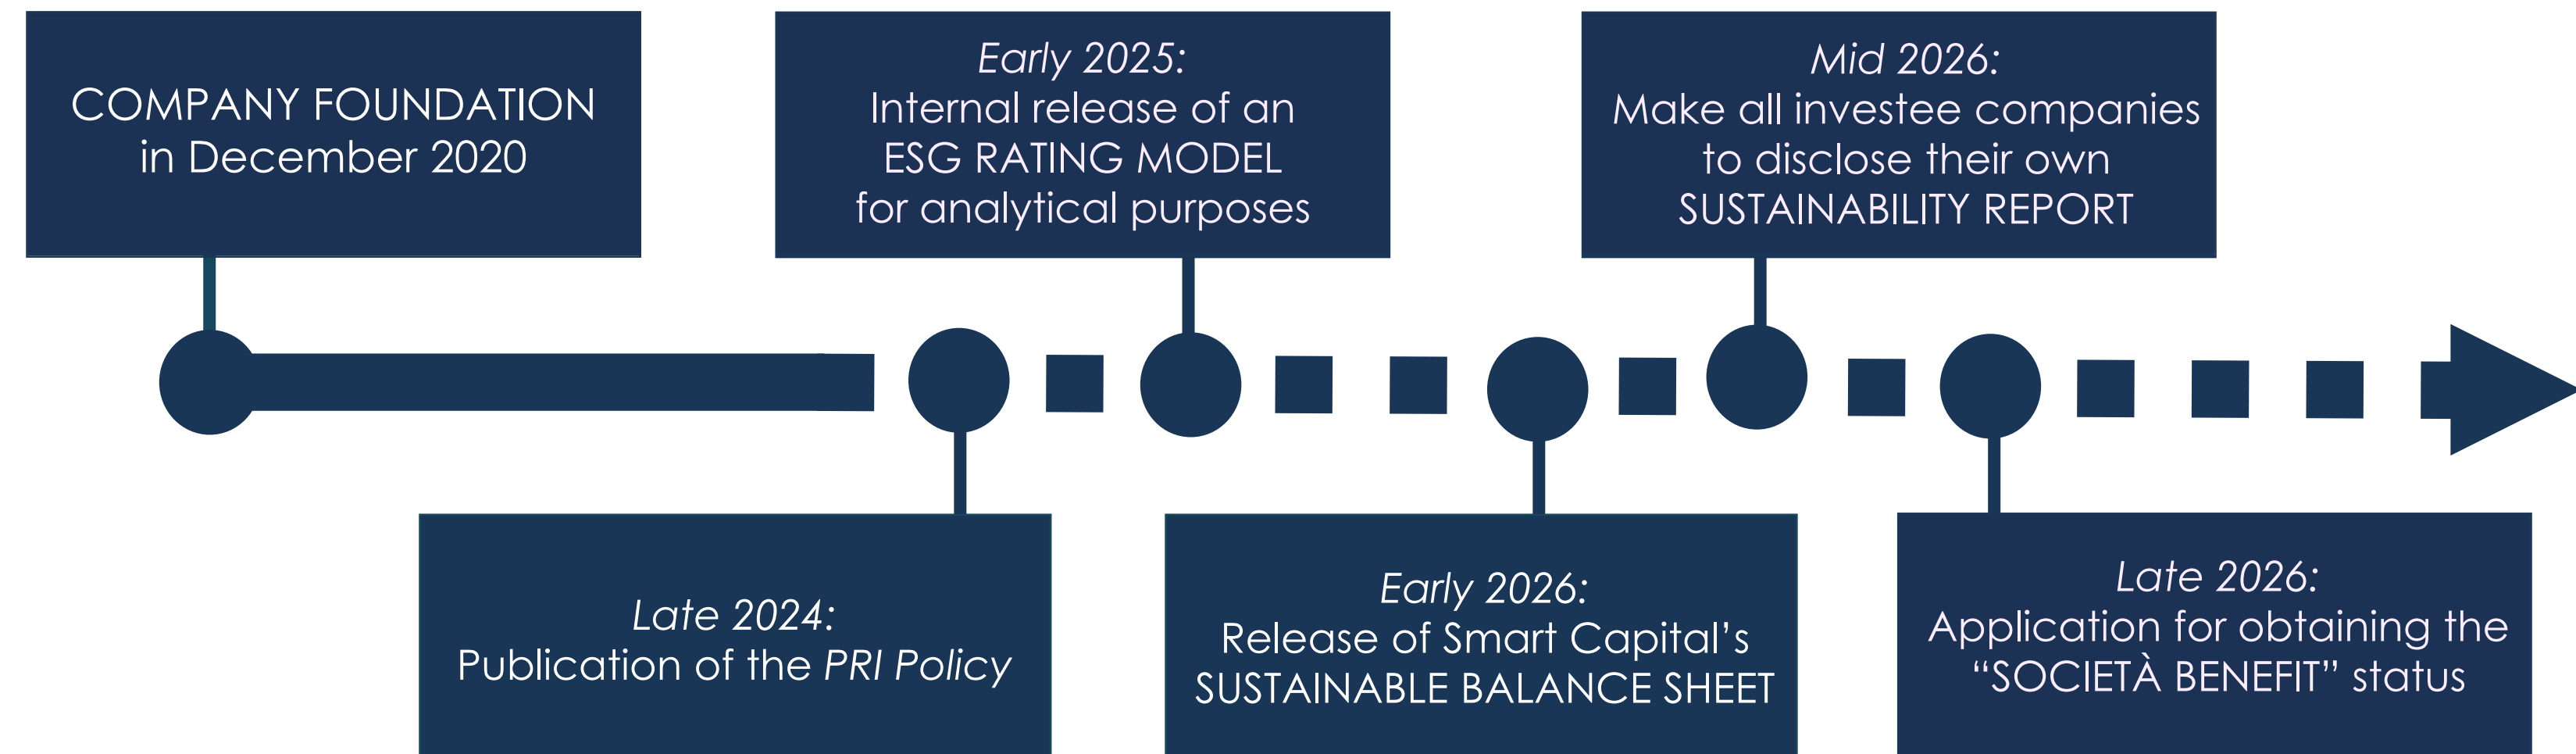 COMPANY FOUNDATION
in December 2020
Late 2024:
Publication of the PRI Policy
Early 2025:
Internal release of an
ESG RATING MODEL
for analytical purposes
Early 2026:
Release of Smart Capital’s
SUSTAINABLE BALANCE SHEET
Mid 2026:
Make all investee companies
to disclose their own
SUSTAINABILITY REPORT
Late 2026:
Application for obtaining the
“SOCIETÀ BENEFIT” status